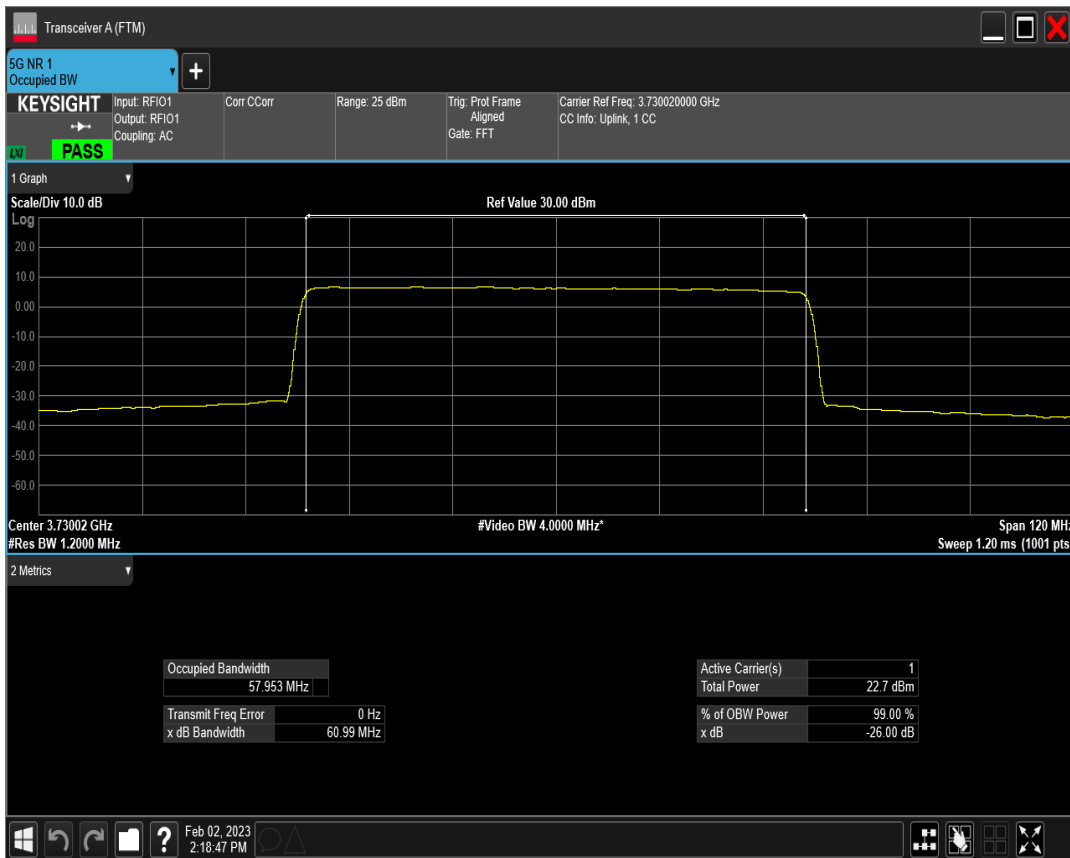 Transceiver A (FTM)
5G NR 1
Occupied BW
+
KEYSIGHT
LXI
PASS
Input: RFIO1
Output: RFIO1
Coupling: AC
Corr CCorr
Range: 25 dBm
Trig: Prot Frame
Aligned
Gate: FFT
Carrier Ref Freq: 3.730020000 GHz
CC Info: Uplink, 1 CC
1 Graph
Scale/Div 10.0 dB
Ref Value 30.00 dBm
Log
20.0
10.0
0.00
-10.0
-20.0
-30.0
-40.0
-50.0
-60.0
Center 3.73002 GHz
#Video BW 4.0000 MHz*
Span 120 MHz
#Res BW 1.2000 MHz
Sweep 1.20 ms (1001 pts
2 Metrics
Occupied Bandwidth
57.953 MHz
Transmit Freq Error 0 Hz
x dB Bandwidth 60.99 MHz
Active Carrier(s) 1
Total Power 22.7 dBm
% of OBW Power 99.00 %
x dB -26.00 dB
?
Feb 02, 2023
2:18:47 PM